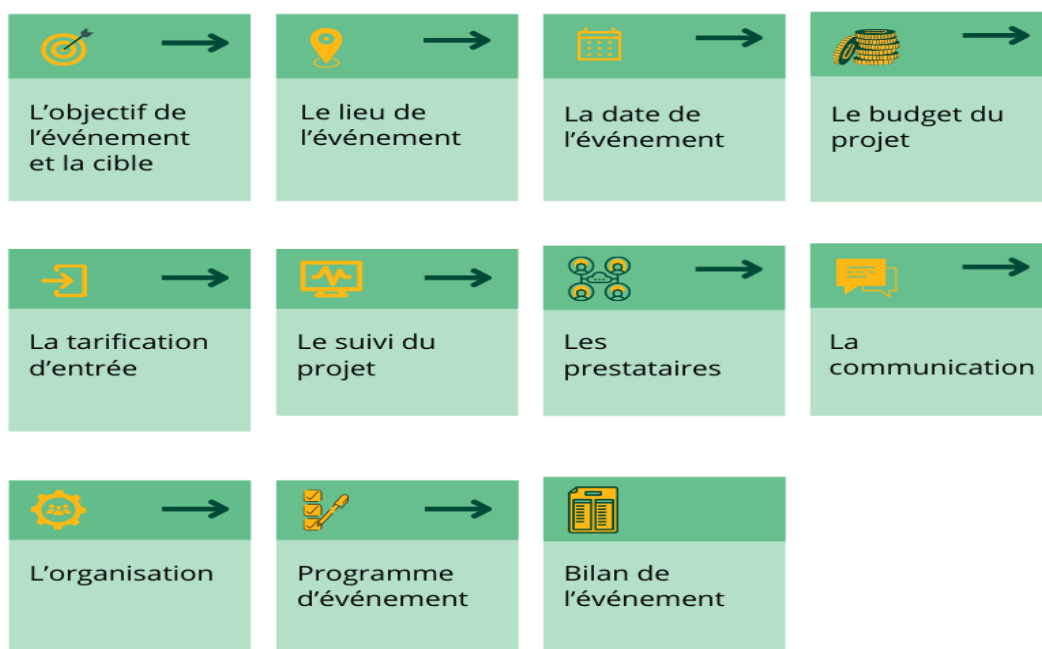 L’objectif de
l’événement
et la cible
Le lieu de
l’événement
La date de
l’événement
Le budget du
projet
La tarification
d’entrée
Le suivi du
projet
Les
prestataires
La
communication
L’organisation
Programme
d’événement
Bilan de
l’événement